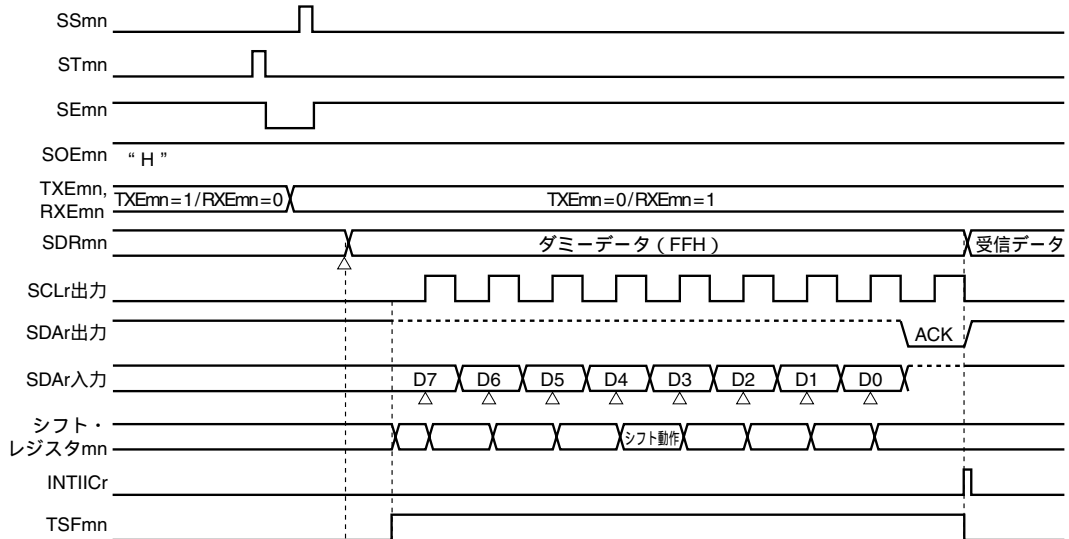 SSmn
STmn
SEmn
SOEmn “ H ”
TXEmn,
RXEmn
TXEmn=1/RXEmn=0
TXEmn=0/RXEmn=1
SDRmn
ダミーデータ（FFH）
受信データ
SCLr出力
SDAr出力
ACK
SDAr入力
D7 D6 D5 D4 D3 D2 D1 D0
シフト・
レジスタmn
シフト動作
INTIICr
TSFmn